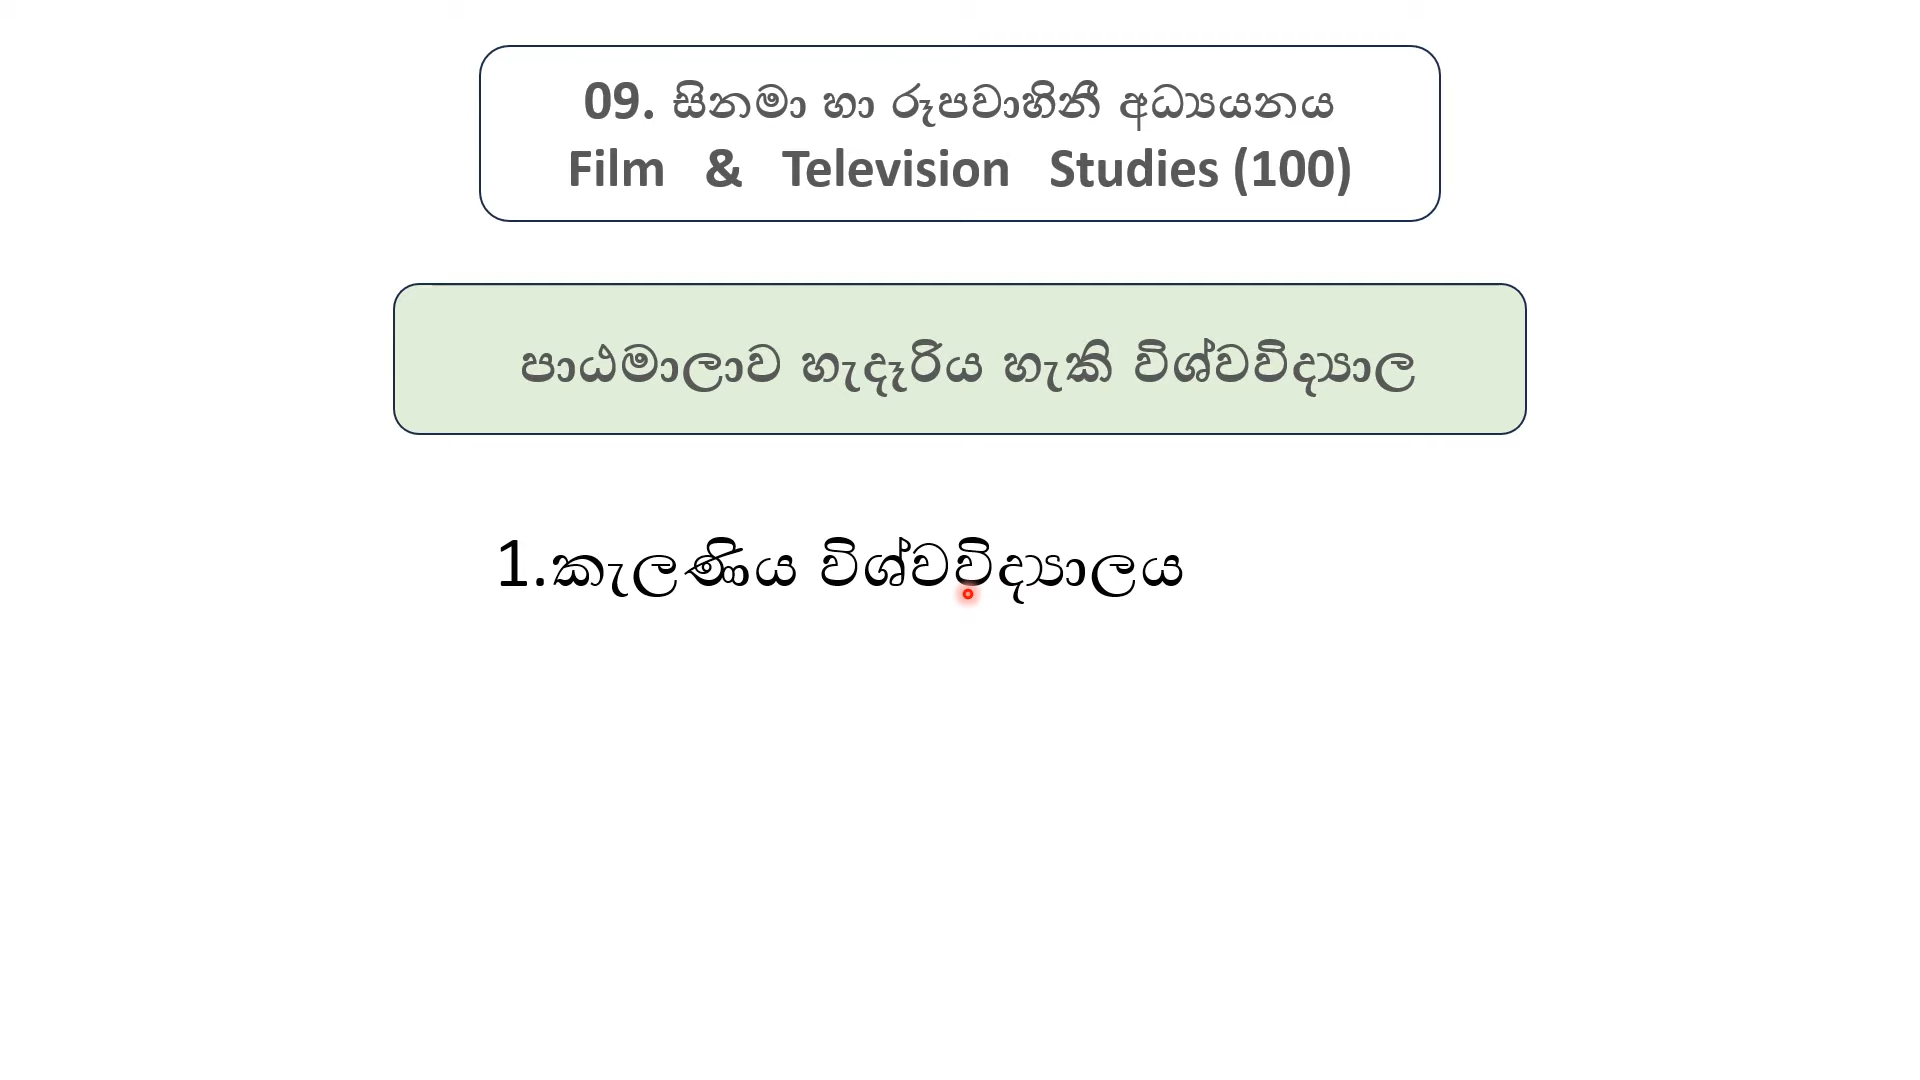 09. සිනමා හා රූපවාහිනී අධ්‍යයනය
Film & Television Studies (100)
පාඨමාලාව හැදෑරිය හැකි විශ්වවිද්‍යාල
1.කැලණිය විශ්වවිද්‍යාලය